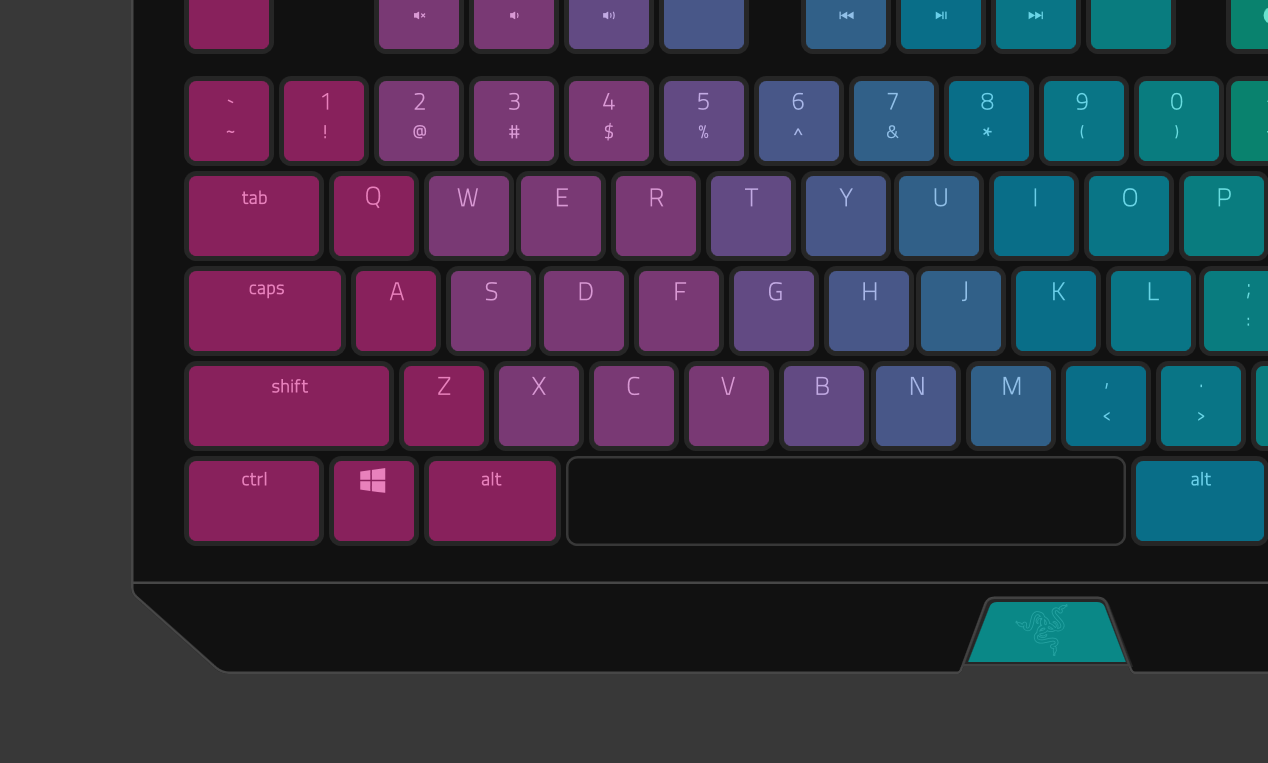 ` 1 2 3 4 5 6 7 8 9 0
~ ! @ # $ % ^ & * ( )
tab Q W E R T Y U I O P
caps A S D F G H J K L ;
:
shift Z X C V B N M , .
< >
ctrl alt alt